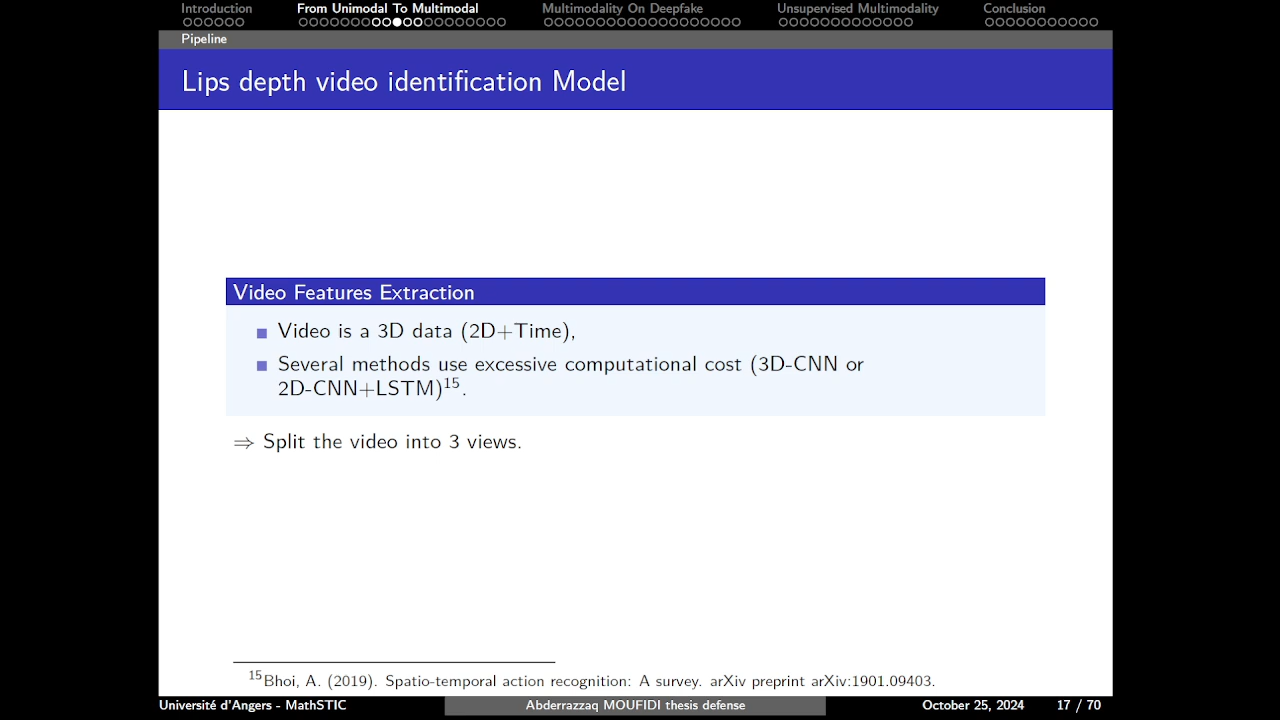 Introduction From Unimodal To Multimodal Multimodality On Deepfake Unsupervised Multimodality Conclusion
Pipeline
Lips depth video identification Model
Video Features Extraction
Video is a 3D data (2D+Time),
Several methods use excessive computational cost (3D-CNN or
2D-CNN+LSTM)15.
⇒ Split the video into 3 views.
15Bhoi, A. (2019). Spatio-temporal action recognition: A survey. arXiv preprint arXiv:1901.09403.
Université d'Angers - MathSTIC Abderrazzaq MOUFIDI thesis defense October 25, 2024 17 / 70